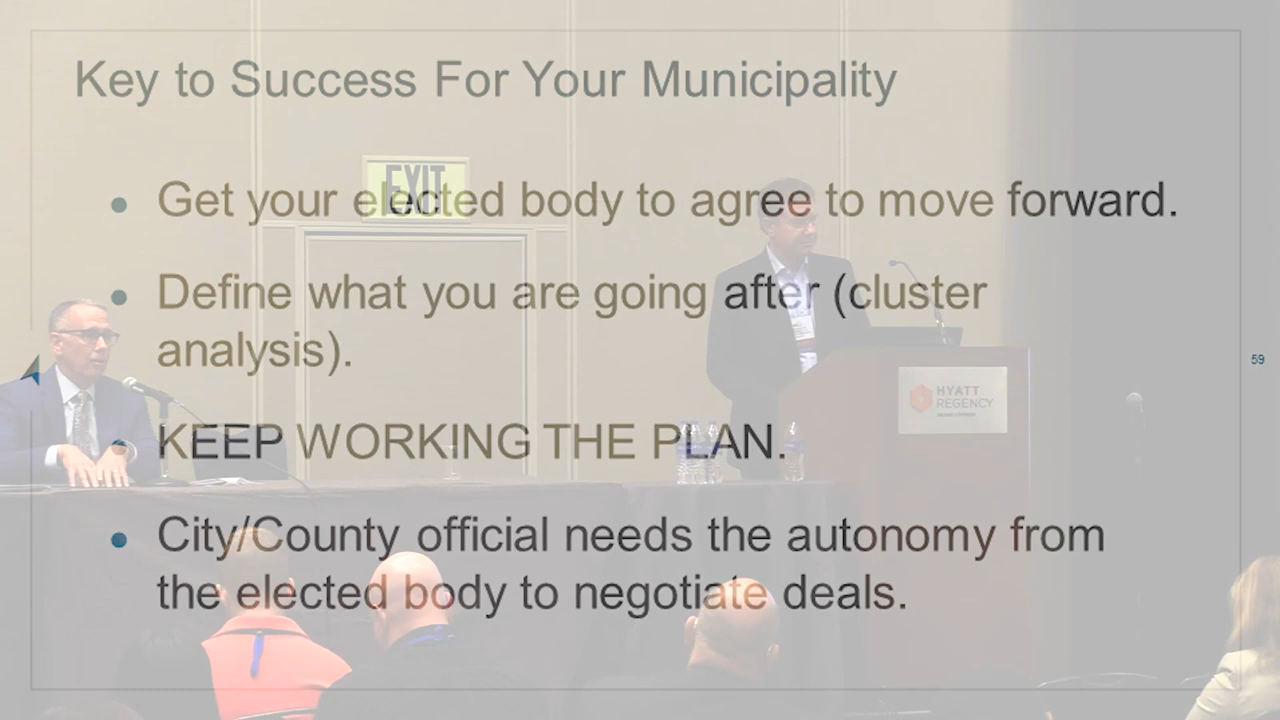 Key to Success For Your Municipality
EXIT
Get your elected body to agree to move forward.
Define what you are going after (cluster
analysis).
59
HYATT
REGENCY
KEEP WORKING THE PLAN.
City/County official needs the autonomy from
the elected body to negotiate deals.